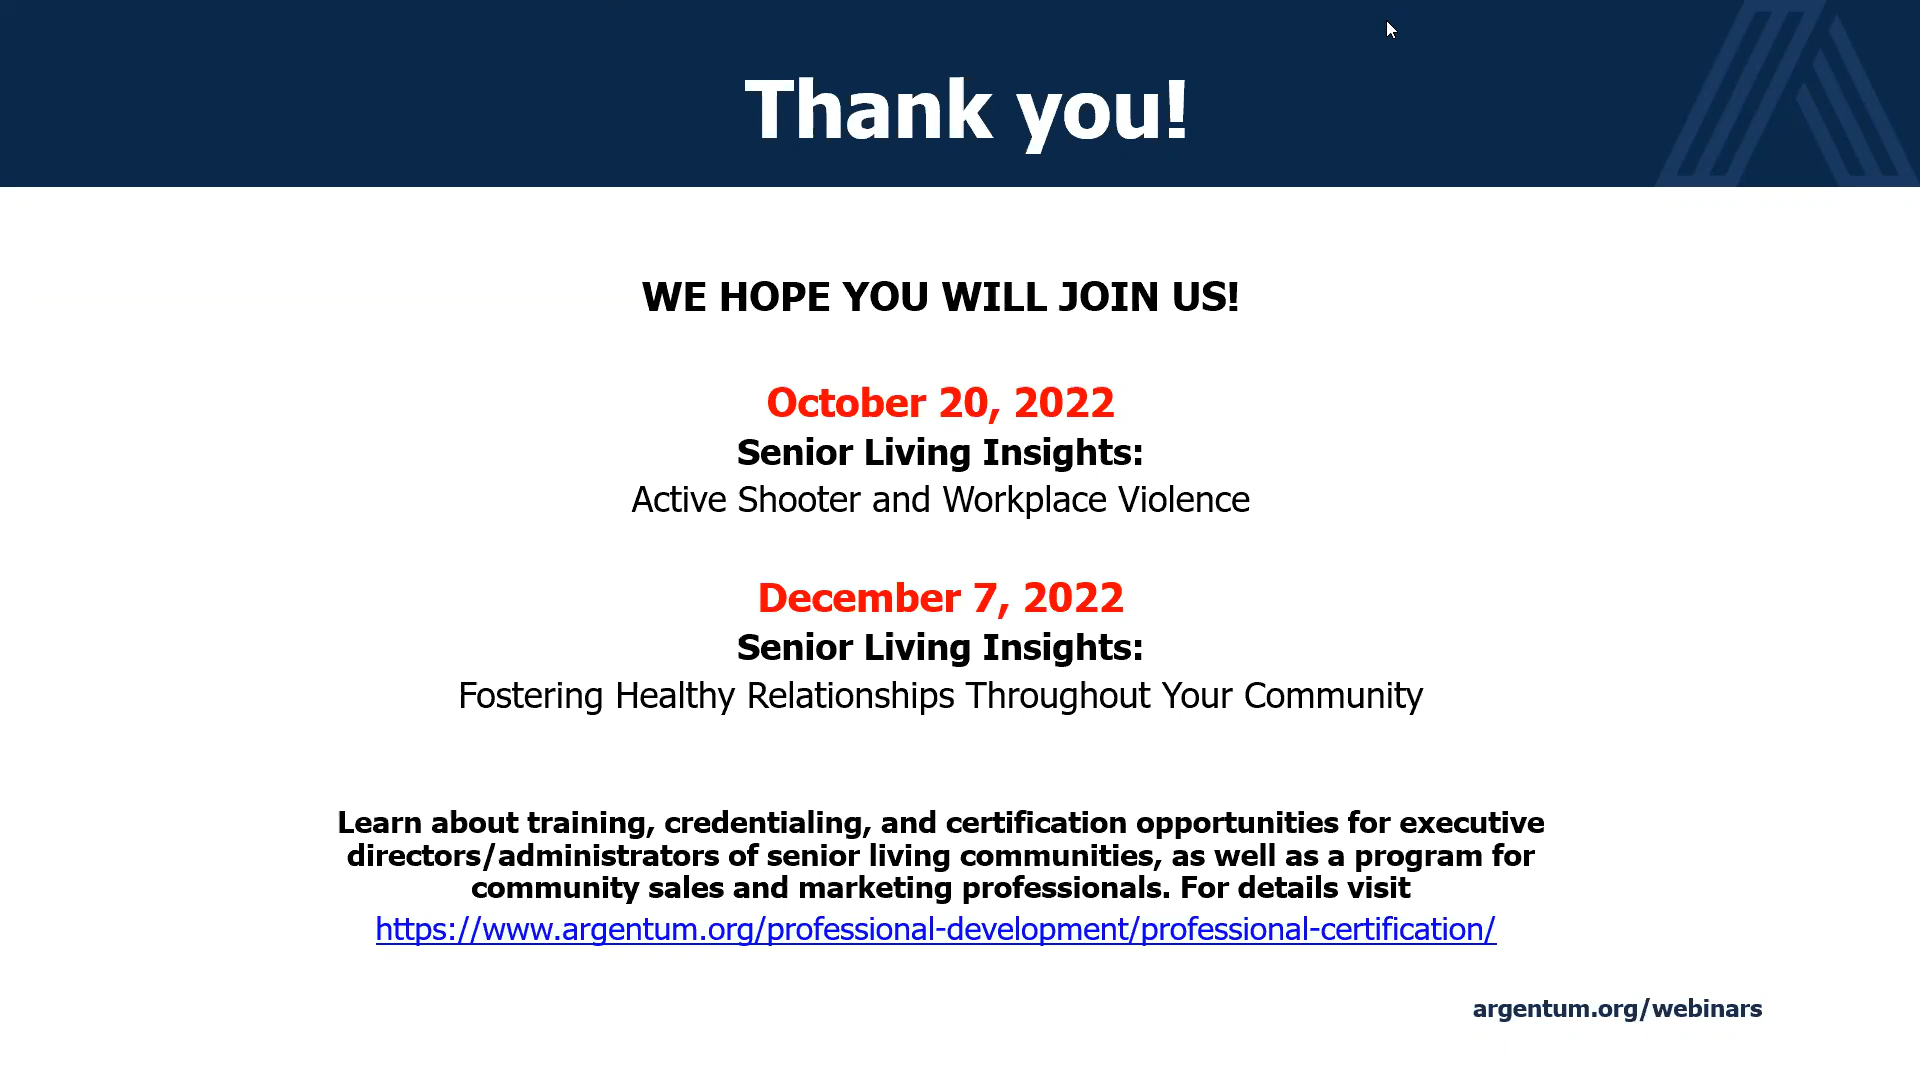 Thank you!
WE HOPE YOU WILL JOIN US!
October 20, 2022
Senior Living Insights:
Active Shooter and Workplace Violence
December 7, 2022
Senior Living Insights:
Fostering Healthy Relationships Throughout Your Community
Learn about training, credentialing, and certification opportunities for executive
directors/administrators of senior living communities, as well as a program for
community sales and marketing professionals. For details visit
https://www.argentum.org/professional-development/professional-certification/
argentum.org/webinars